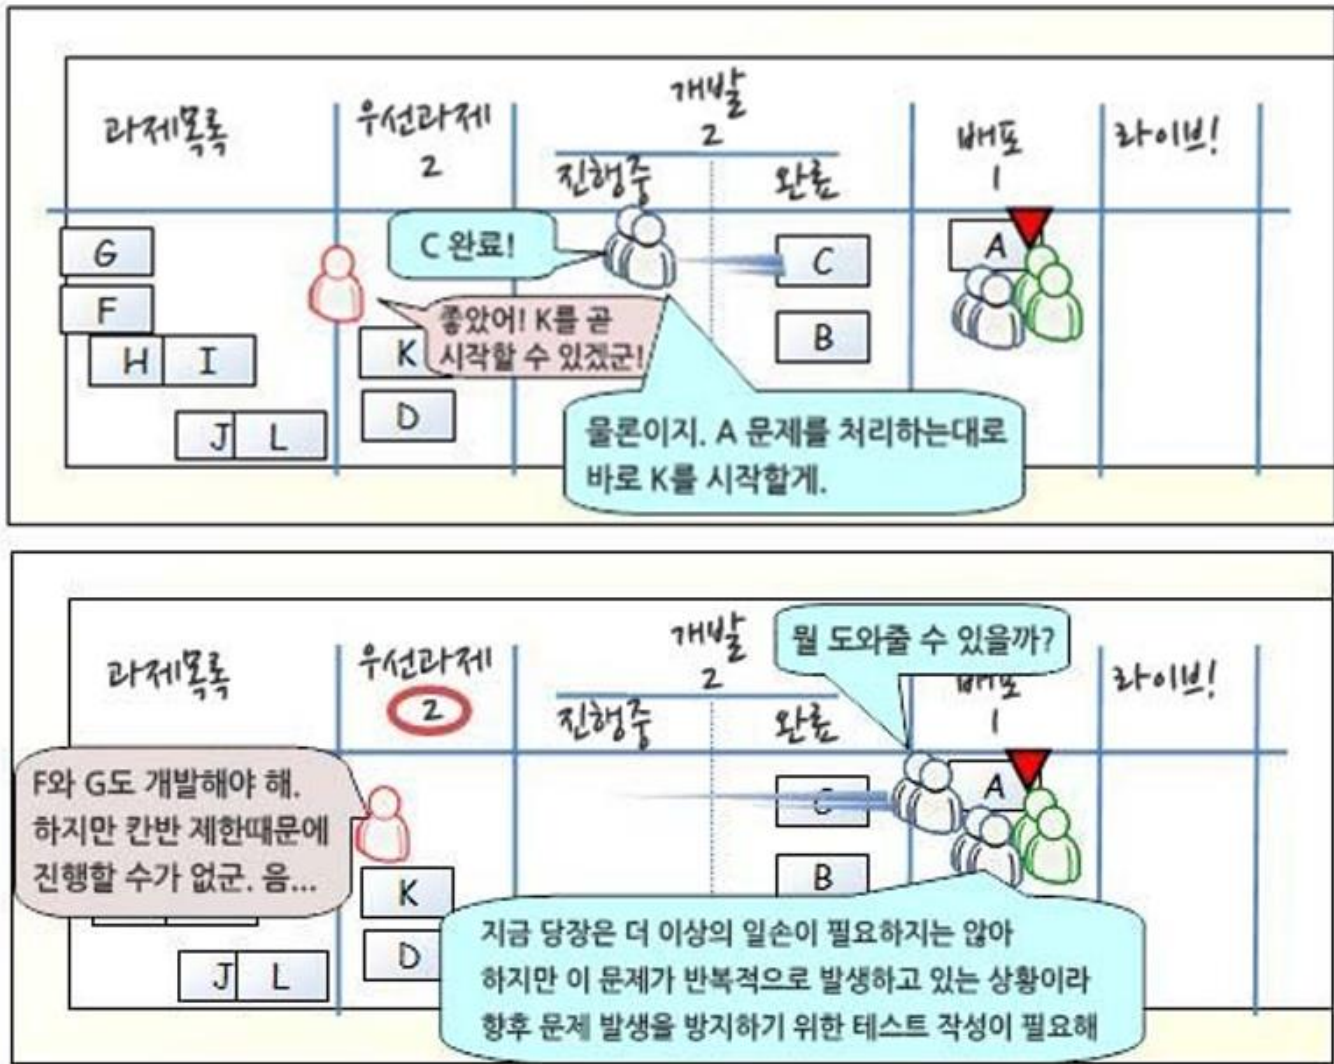 과제목록
우선과제
2
개발
2
진행중
완료
배포
1
라이브!
G
F
H I
J L
K
D
C 완료!
좋았어! K를 곧
시작할 수 있겠군!
C
B
A
물론이지. A 문제를 처리하는대로
바로 K를 시작할게.
과제목록
우선과제
2
개발
2
진행중
완료
배포
1
라이브!
뭘 도와줄 수 있을까?
F와 G도 개발해야 해.
하지만 칸반 제한때문에
진행할 수가 없군. 음...
J L
K
D
C
B
A
지금 당장은 더 이상의 일손이 필요하지는 않아
하지만 이 문제가 반복적으로 발생하고 있는 상황이라
향후 문제 발생을 방지하기 위한 테스트 작성이 필요해